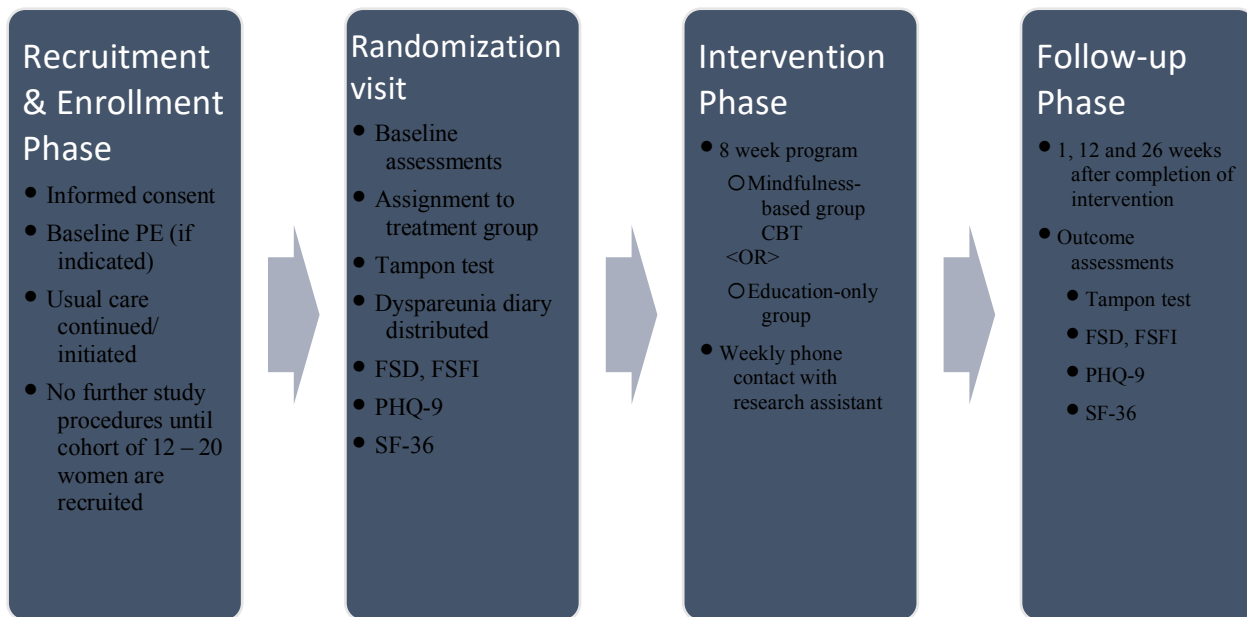 Recruitment
& Enrollment
Phase
● Informed consent
● Baseline PE (if
indicated)
● Usual care
continued/
initiated
● No further study
procedures until
cohort of 12 – 20
women are
recruited
Randomization
visit
● Baseline
assessments
● Assignment to
treatment group
● Tampon test
● Dyspareunia diary
distributed
● FSD, FSFI
● PHQ-9
● SF-36
Intervention
Phase
● 8 week program
○ Mindfulness-
based group
CBT
<OR>
○ Education-only
group
● Weekly phone
contact with
research assistant
Follow-up
Phase
● 1, 12 and 26 weeks
after completion of
intervention
● Outcome
assessments
● Tampon test
● FSD, FSFI
● PHQ-9
● SF-36